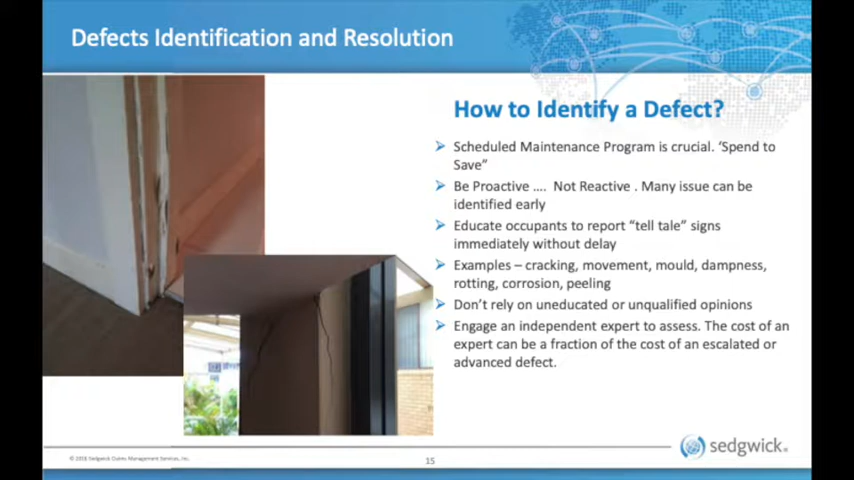 Defects Identification and Resolution
How to Identify a Defect?
Scheduled Maintenance Program is crucial. ‘Spend to
Save”
Be Proactive .... Not Reactive . Many issue can be
identified early
Educate occupants to report “tell tale” signs
immediately without delay
Examples – cracking, movement, mould, dampness,
rotting, corrosion, peeling
Don’t rely on uneducated or unqualified opinions
Engage an independent expert to assess. The cost of an
expert can be a fraction of the cost of an escalated or
advanced defect.
Sedgwick Claims Management Services, Inc.
15
sedgwick